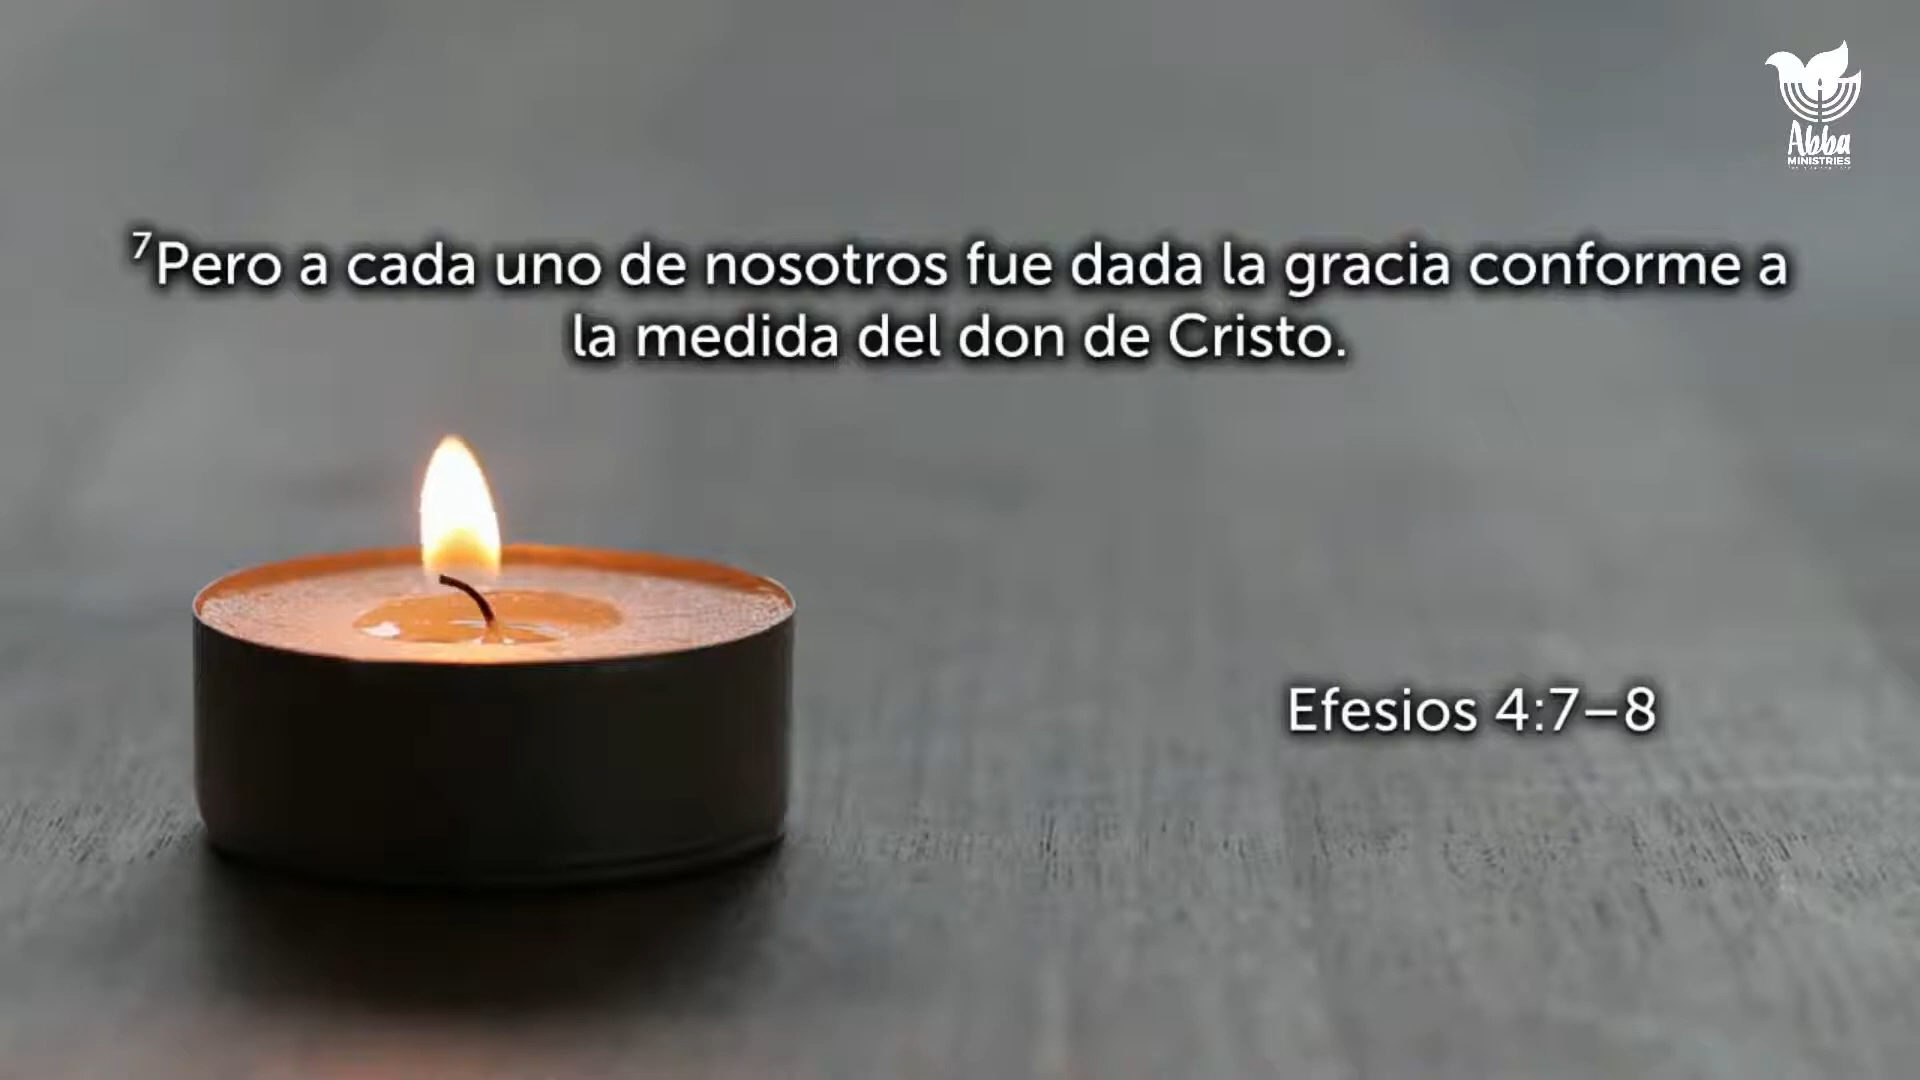 Abba
MINISTRIES
⁷Pero a cada uno de nosotros fue dada la gracia conforme a
la medida del don de Cristo.
Efesios 4:7–8